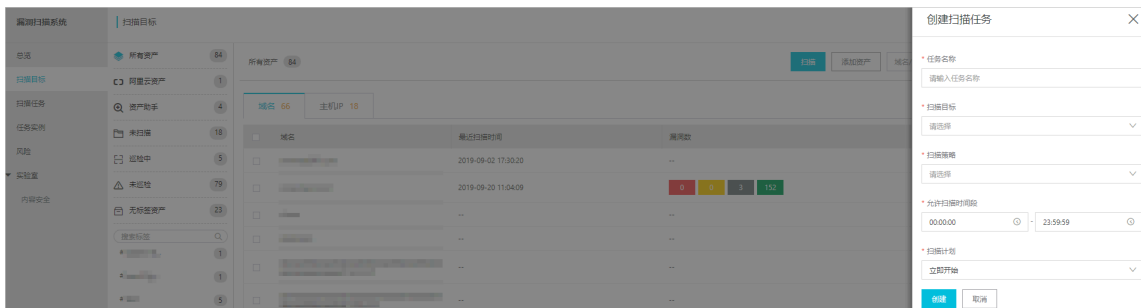 漏洞扫描系统
扫描目标
总览
扫描目标
扫描任务
任务实例
风险
实验室
内容安全
所有资产 84
阿里云资产 1
资产助手 4
未扫描 18
巡检中 5
未巡检 79
无标签资产 23
搜索标签
1
1
5
所有资产 84
扫描 添加资产 域名
域名 66 主机IP 18
域名 最近扫描时间 漏洞数
2019-09-02 17:30:20 --
2019-09-20 11:04:09 0 0 3 152
-- --
-- --
-- --
-- --
创建扫描任务
* 任务名称
请输入任务名称
* 扫描目标
请选择
* 扫描策略
请选择
* 允许扫描时间段
00:00:00 - 23:59:59
* 扫描计划
立即开始
创建 取消